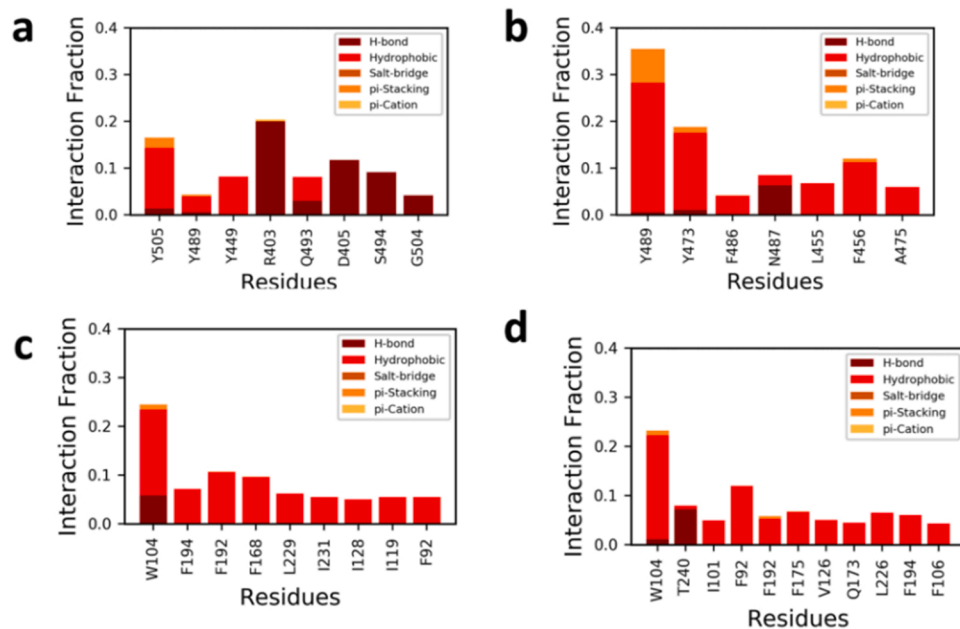 a
0.4
0.3
0.2
0.1
0.0
Interaction Fraction
H-bond
Hydrophobic
Salt-bridge
pi-Stacking
pi-Cation
Y505 Y489 Y449 R403 Q493 D405 S494 G504
Residues
b
0.4
0.3
0.2
0.1
0.0
Interaction Fraction
H-bond
Hydrophobic
Salt-bridge
pi-Stacking
pi-Cation
Y489 Y473 F486 N487 L455 F456 A475
Residues
c
0.4
0.3
0.2
0.1
0.0
Interaction Fraction
H-bond
Hydrophobic
Salt-bridge
pi-Stacking
pi-Cation
W104 F194 F192 F168 L229 I231 I128 I119 F92
Residues
d
0.4
0.3
0.2
0.1
0.0
Interaction Fraction
H-bond
Hydrophobic
Salt-bridge
pi-Stacking
pi-Cation
W104 T240 I101 F92 F192 F175 V126 Q173 L226 F194 F106
Residues